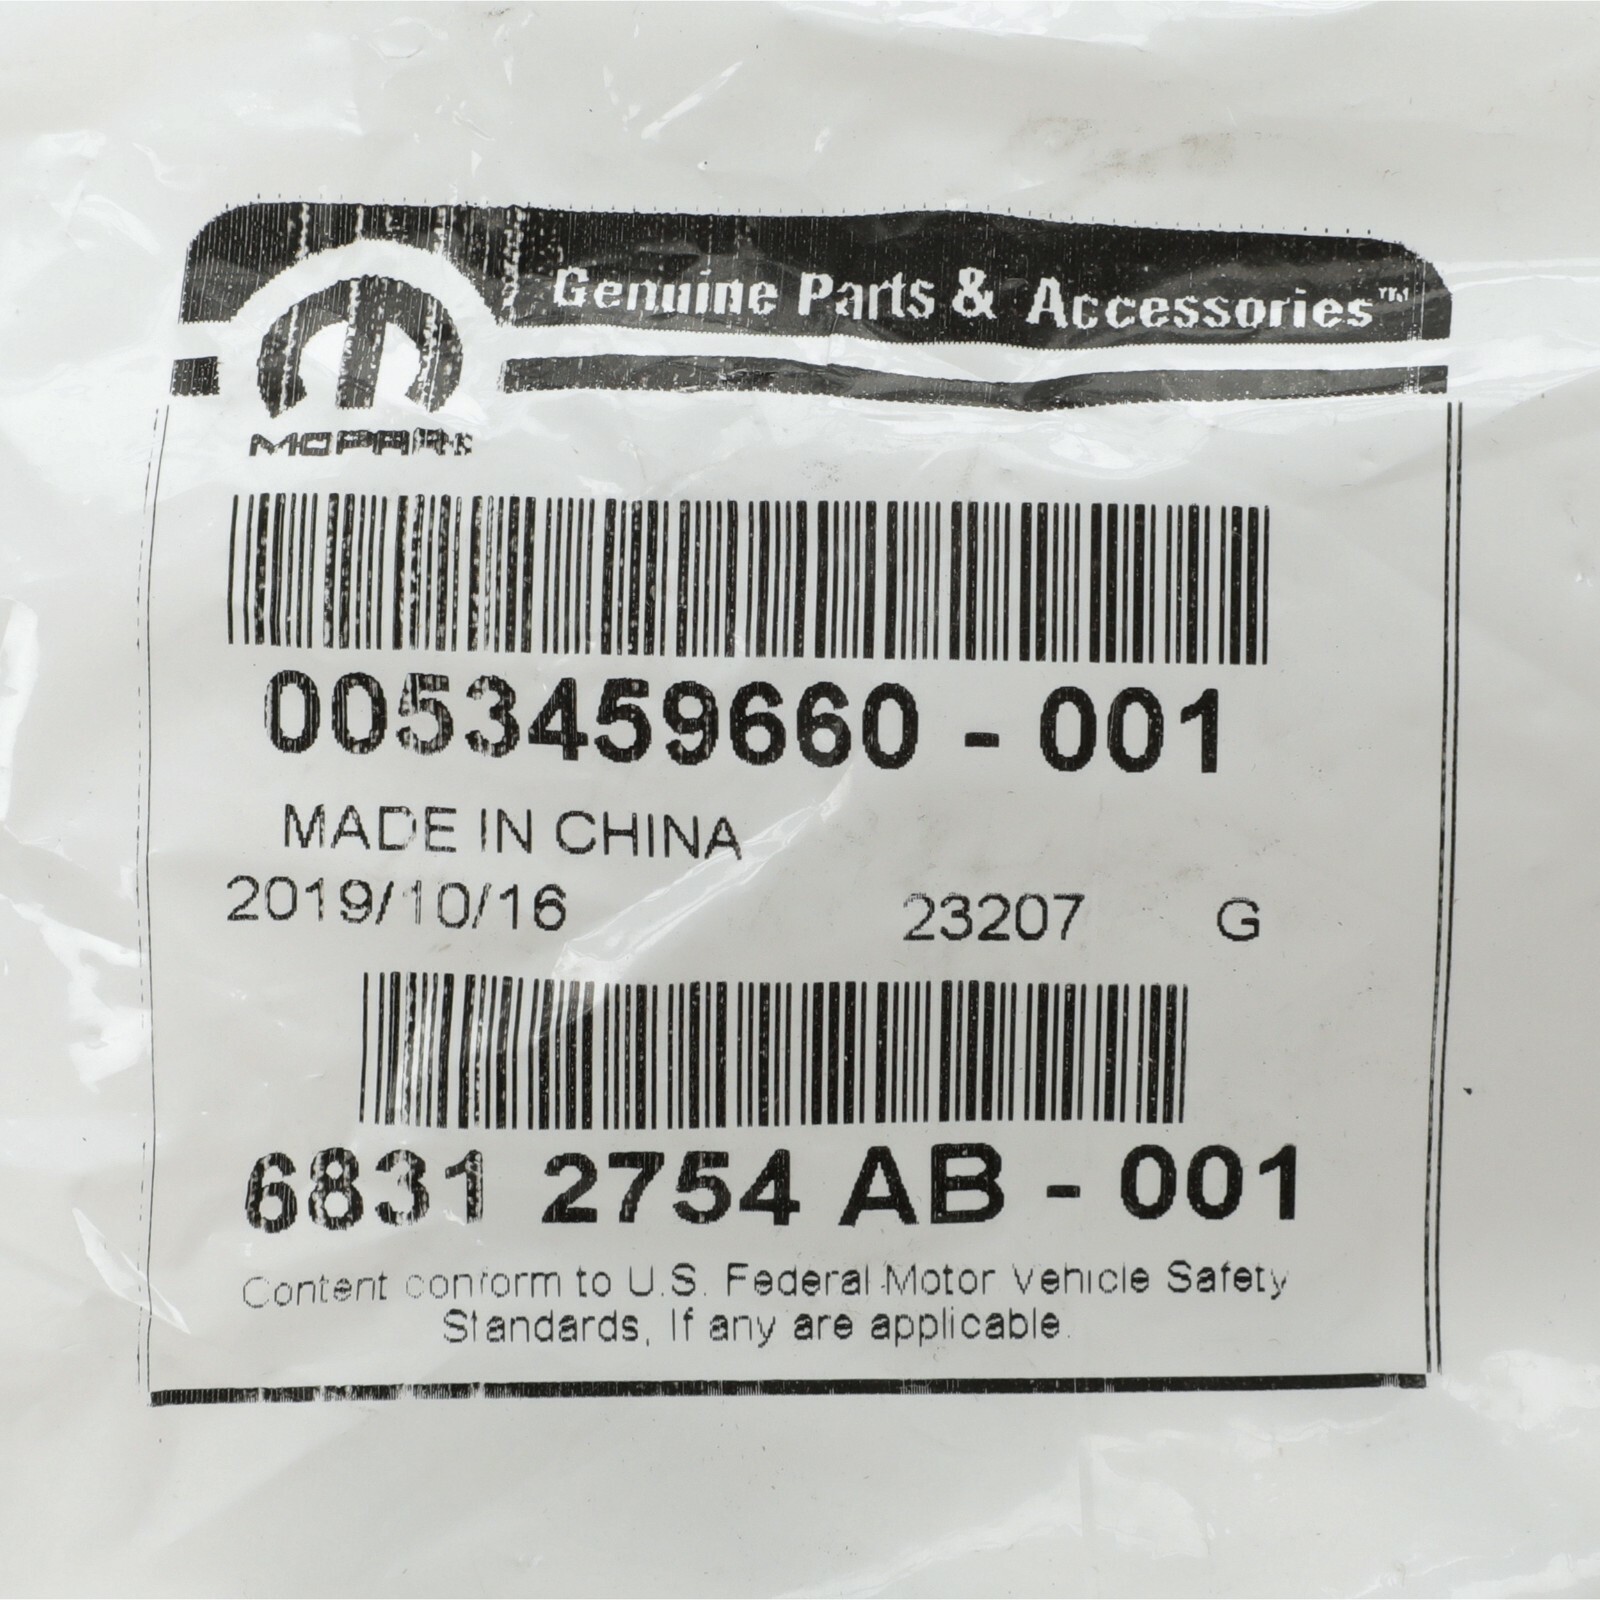 Genuine Parts & Accessories™
MOPAR
0053459660 - 001
MADE IN CHINA
2019/10/16 23207 G
6831 2754 AB - 001
Content conform to U.S. Federal Motor Vehicle Safety
Standards, If any are applicable.